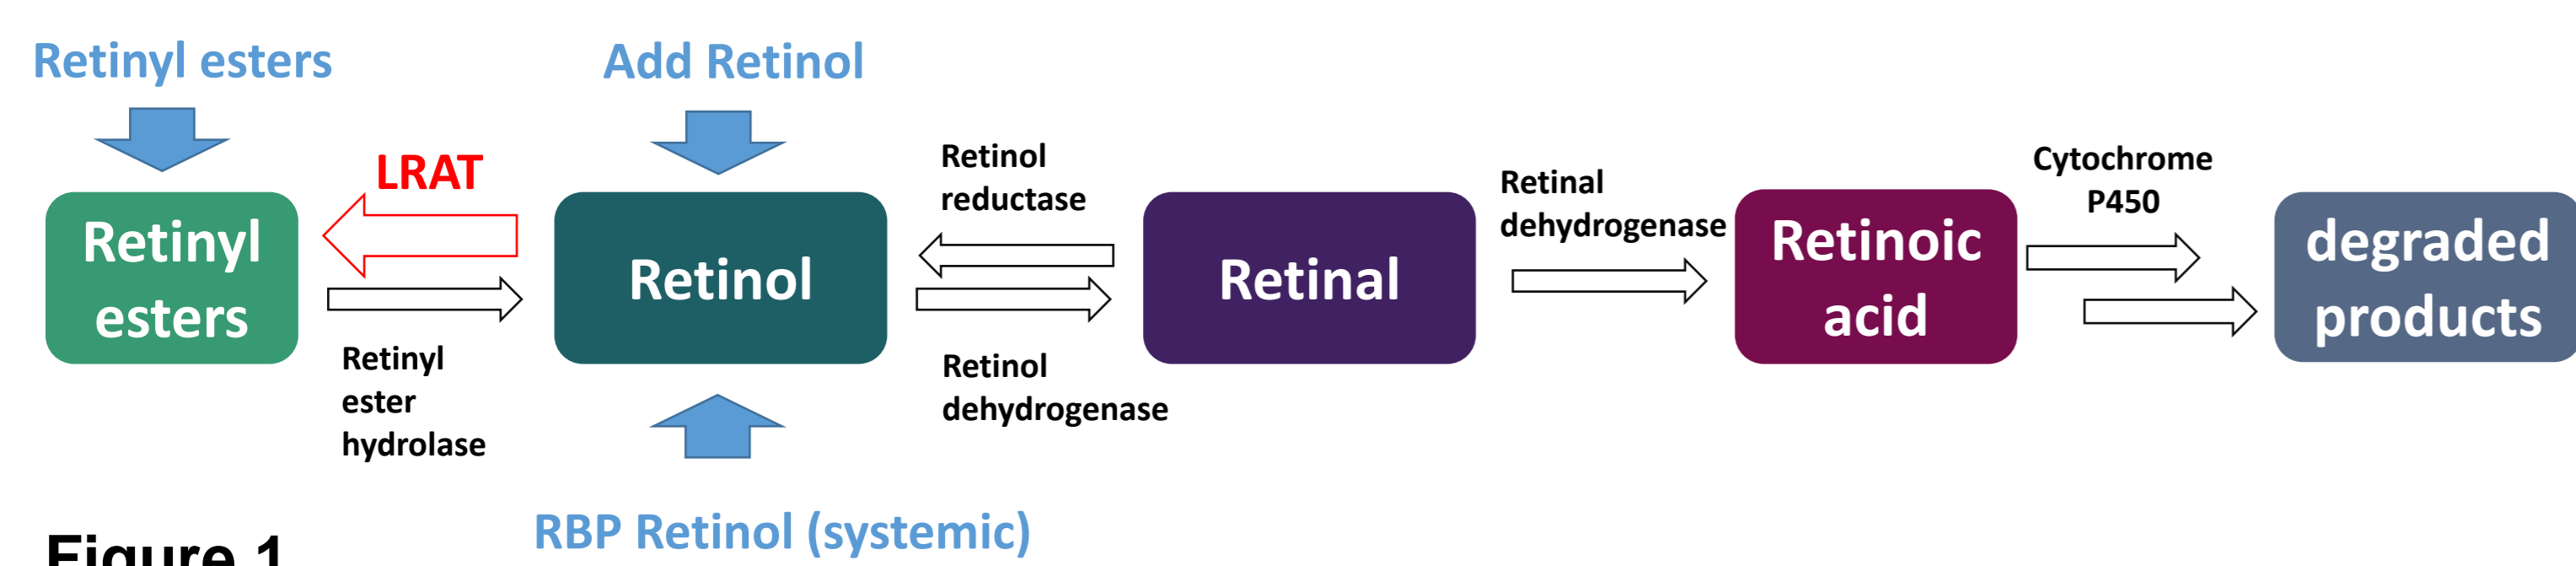 Retinyl esters
Add Retinol
LRAT
Retinol
reductase
Retinal
dehydrogenase
Cytochrome
P450
Retinyl
esters
Retinol
Retinal
Retinoic
acid
degraded
products
Retinyl
ester
hydrolase
Retinol
dehydrogenase
RBP Retinol (systemic)
Figure 1